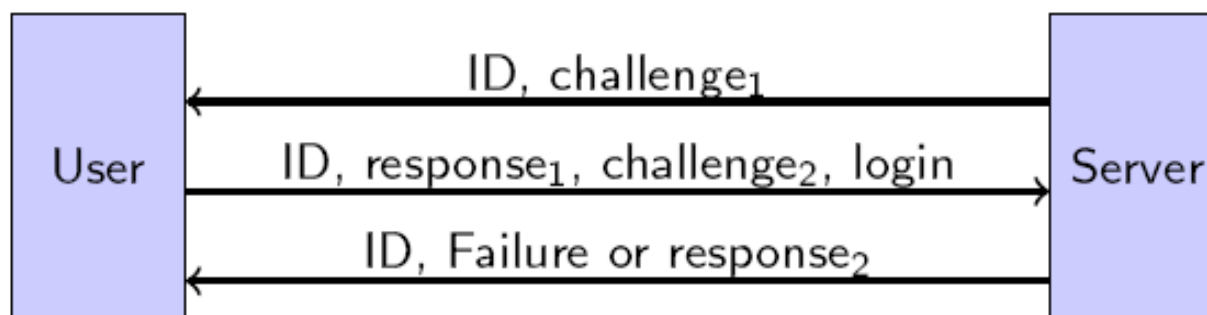 ID, challenge₁
User
ID, response₁, challenge₂, login
Server
ID, Failure or response₂